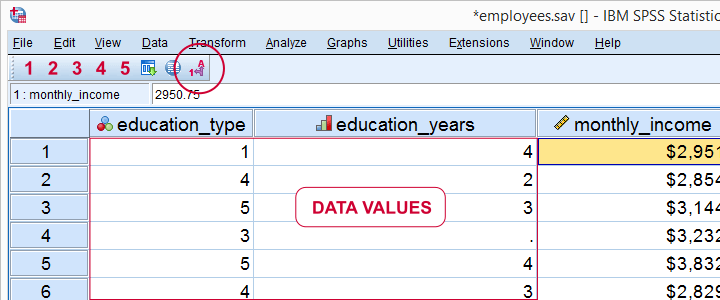 *employees.sav [] - IBM SPSS Statistic
File Edit View Data Transform Analyze Graphs Utilities Extensions Window Help
1 2 3 4 5 1 A
1 : monthly_income 2950.75
education_type education_years monthly_income
1 1 4 $2,951
2 4 2 $2,854
3 5 3 $3,144
DATA VALUES
4 3 . $3,232
5 5 4 $3,832
6 4 3 $2,829